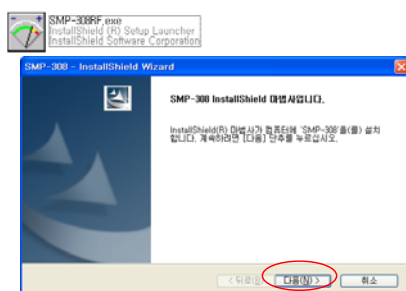 SMP-308RF.exe
InstallShield (R) Setup Launcher
InstallShield Software Corporation
SMP-308 - InstallShield Wizard
SMP-308 InstallShield 마법사입니다.
InstallShield(R) 마법사가 컴퓨터에 'SMP-308'을(를) 설치
합니다. 계속하려면 [다음] 단추를 누르십시오.
< 뒤로(B) 다음(N) > 취소